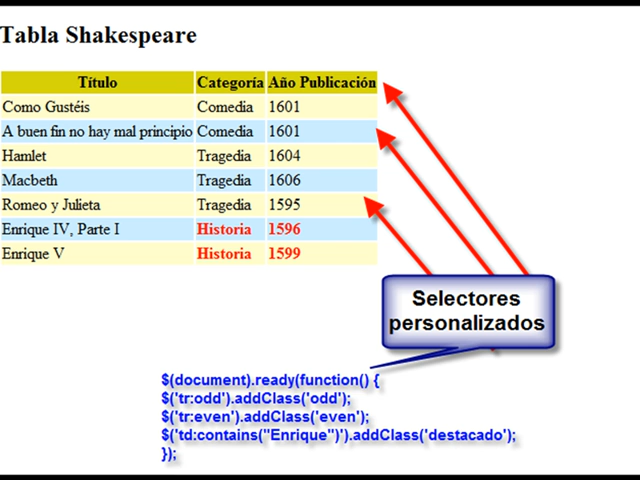 Tabla Shakespeare
Título Categoría Año Publicación
Como Gustéis Comedia 1601
A buen fin no hay mal principio Comedia 1601
Hamlet Tragedia 1604
Macbeth Tragedia 1606
Romeo y Julieta Tragedia 1595
Enrique IV, Parte I Historia 1596
Enrique V Historia 1599
Selectores
personalizados
$(document).ready(function() {
$('tr:odd').addClass('odd');
$('tr:even').addClass('even');
$('td:contains("Enrique")').addClass('destacado');
});